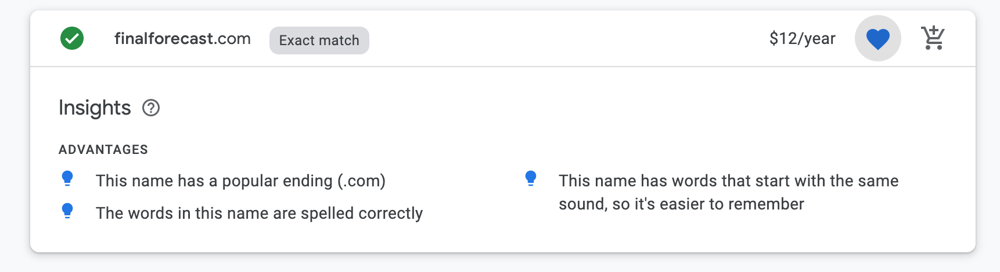 finalforecast.com Exact match $12/year
Insights
ADVANTAGES
This name has a popular ending (.com)
The words in this name are spelled correctly
This name has words that start with the same
sound, so it's easier to remember